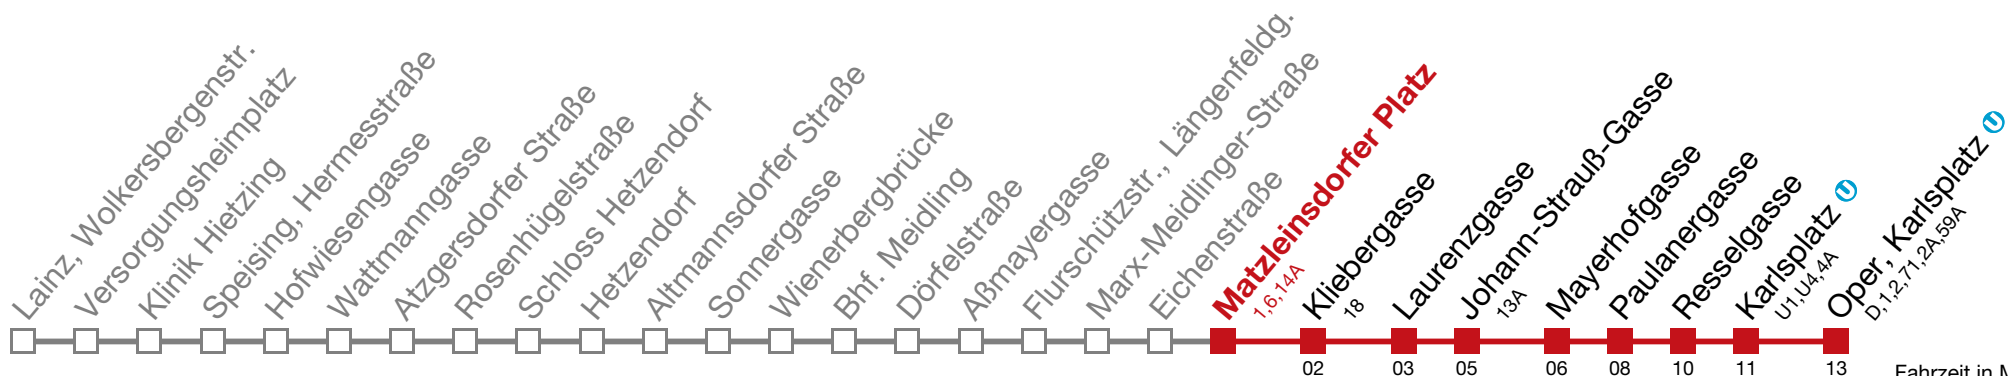 Lainz, Wolkersbergenstr.
Versorgungsheimplatz
Klinik Hietzing
Speising, Hermesstraße
Hofwiesengasse
Wattmanngasse
Atzgersdorfer Straße
Rosenhügelstraße
Schloss Hetzendorf
Hetzendorf
Altmannsdorfer Straße
Sonnergasse
Wienerbergbrücke
Bhf. Meidling
Dörfelstraße
Aßmayergasse
Flurschützstr., Längenfeldg.
Marx-Meidlinger-Straße
Eichenstraße
Matzleinsdorfer Platz
1,6,14A
Kliebergasse
18
Laurenzgasse
Johann-Strauß-Gasse
13A
Mayerhofgasse
Paulanergasse
Resselgasse
Karlsplatz U
U1,U4,4A
Oper, Karlsplatz U
D,1,2,71,2A,59A
02 03 05 06 08 10 11 13
Fahrzeit in M